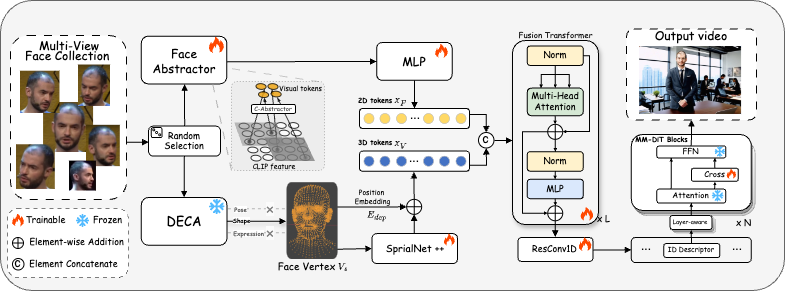 Multi-View
Face Collection
Face
Abstractor
Random
Selection
DECA
Trainable
Frozen
Element-wise Addition
Element Concatenate
Visual tokens
C-Abstractor
CLIP feature
Pose
Shape
Expression
Face Vertex Vₛ
MLP
2D tokens x_F
3D tokens x_V
Position
Embedding
E_dep
SprialNet ++
C
Fusion Transformer
Norm
Multi-Head
Attention
Norm
MLP
x L
ResConv1D
Output video
MM-DiT Blocks
FFN
Cross
Attention
Layer-aware
x N
... ID Descriptor ...